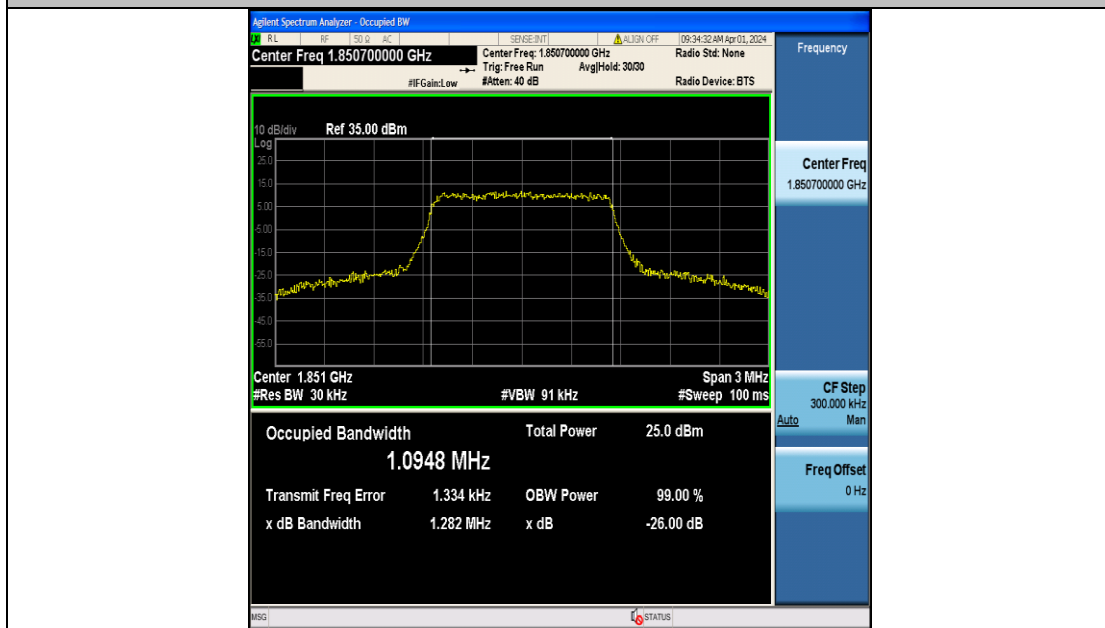 Agilent Spectrum Analyzer - Occupied BW
RL RF 50 Ω AC SENSE:INT ALIGN OFF 09:34:32 AM Apr 01, 2024
Center Freq 1.850700000 GHz
Center Freq: 1.850700000 GHz Radio Std: None
Trig: Free Run Avg|Hold: 30/30
#IFGain:Low #Atten: 40 dB Radio Device: BTS
10 dB/div Ref 35.00 dBm
Log
25.0
15.0
5.00
-5.00
-15.0
-25.0
-35.0
-45.0
-55.0
Center 1.851 GHz Span 3 MHz
#Res BW 30 kHz #VBW 91 kHz #Sweep 100 ms
Occupied Bandwidth Total Power 25.0 dBm
1.0948 MHz
Transmit Freq Error 1.334 kHz OBW Power 99.00 %
x dB Bandwidth 1.282 MHz x dB -26.00 dB
Frequency
Center Freq
1.850700000 GHz
CF Step
300.000 kHz
Auto Man
Freq Offset
0 Hz
MSG STATUS